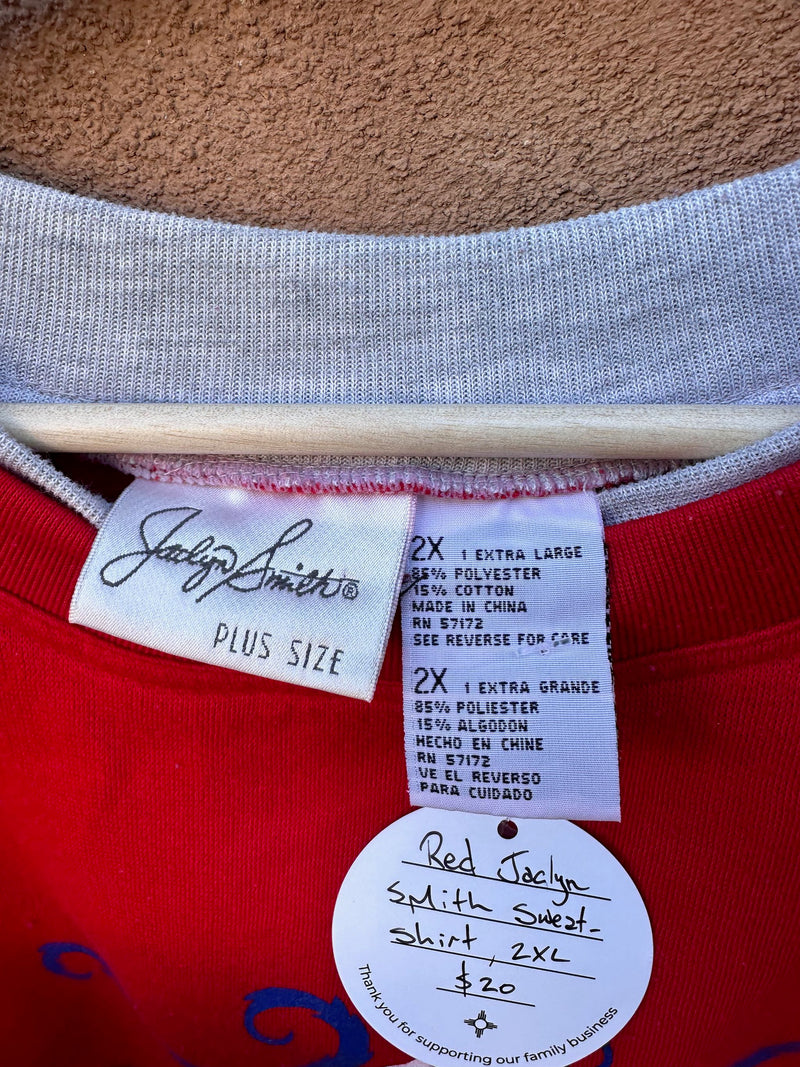 Jaclyn Smith®
PLUS SIZE
2X 1 EXTRA LARGE
85% POLYESTER
15% COTTON
MADE IN CHINA
RN 57172
SEE REVERSE FOR CARE
2X 1 EXTRA GRANDE
85% POLIESTER
15% ALGODON
HECHO EN CHINE
RN 57172
VE EL REVERSO
PARA CUIDADO
Red Jaclyn
Smith Sweat-
shirt, 2XL
$20
Thank you for supporting our family business